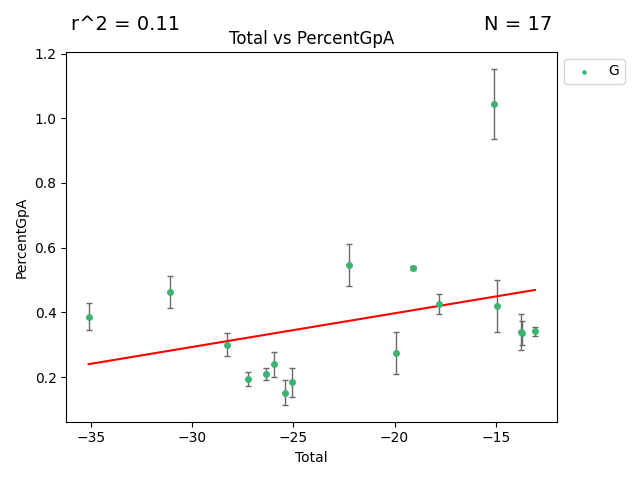 r^2 = 0.11
N = 17
Total vs PercentGpA
G
1.2
1.0
0.8
0.6
0.4
0.2
PercentGpA
−35
−30
−25
−20
−15
Total